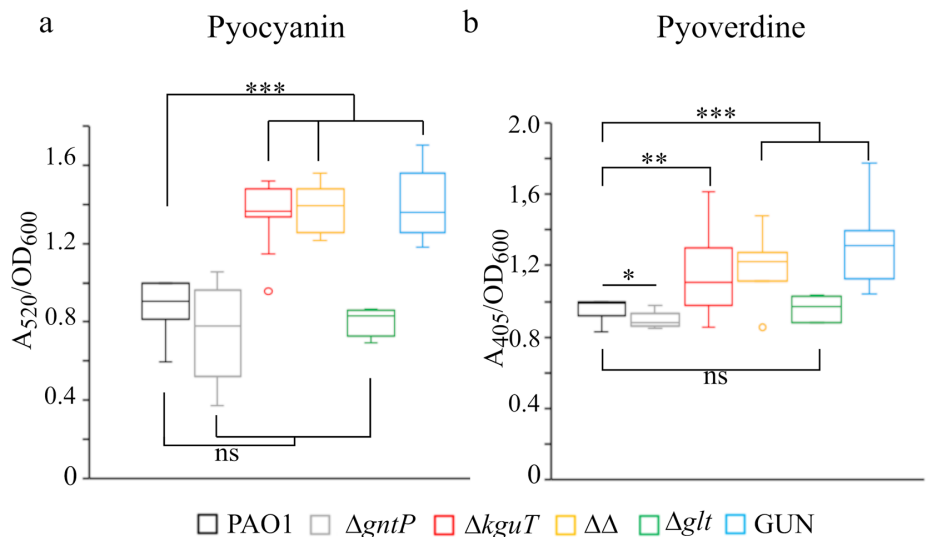 a Pyocyanin
b Pyoverdine
***
1.6
1.2
0.8
0.4
0
A520/OD600
ns
2.0
1.6
1.2
0.8
0.4
0
A405/OD600
***
**
*
ns
PAO1 ΔgntP ΔkguT ΔΔ Δglt GUN